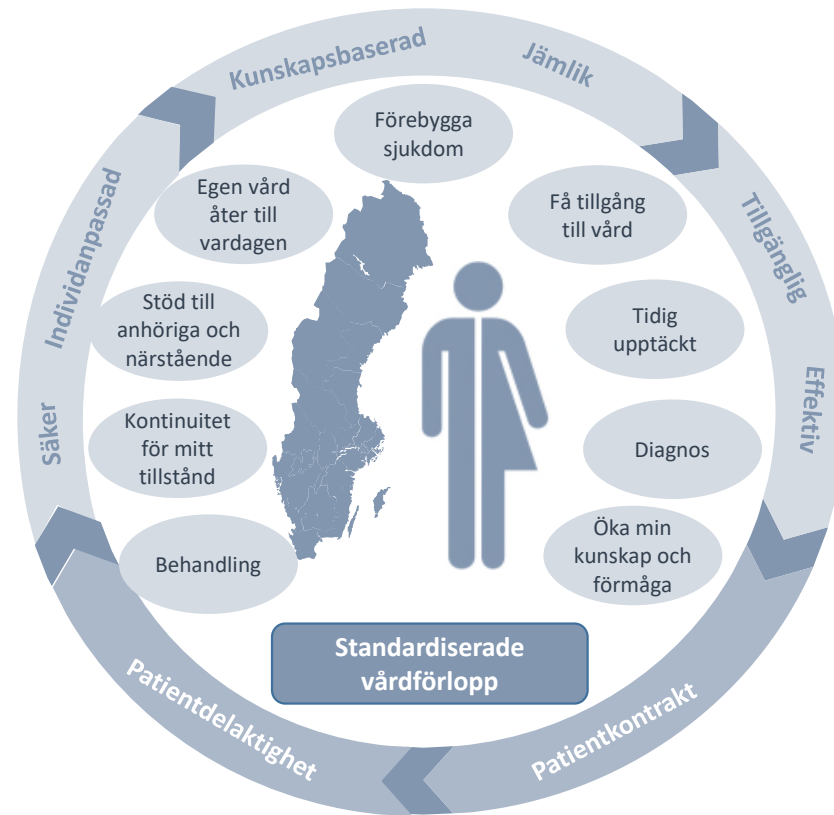 Kunskapsbaserad
Jämlik
Tillgänglig
Effektiv
Patientkontrakt
Patientdelaktighet
Säker
Individanpassad
Förebygga
sjukdom
Få tillgång
till vård
Tidig
upptäckt
Diagnos
Öka min
kunskap och
förmåga
Behandling
Kontinuitet
för mitt
tillstånd
Stöd till
anhöriga och
närstående
Egen vård
åter till
vardagen
Standardiserade
vårdförlopp